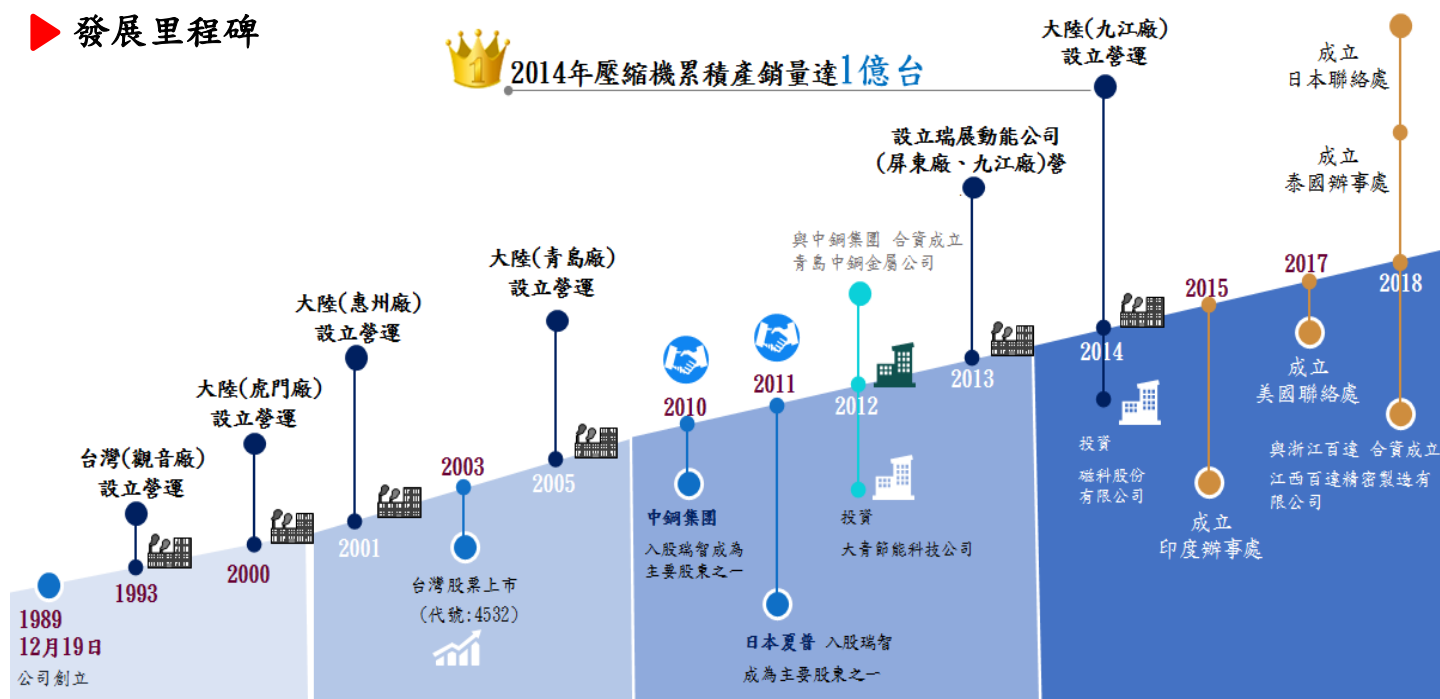 發展里程碑
2014年壓縮機累積產銷量達1億台
1989
12月19日
公司創立
台灣(觀音廠)
設立營運
1993
大陸(虎門廠)
設立營運
2000
大陸(惠州廠)
設立營運
2001
2003
台灣股票上市
(代號:4532)
大陸(青島廠)
設立營運
2005
2010
中鋼集團
入股瑞智成為
主要股東之一
2011
日本夏普 入股瑞智
成為主要股東之一
與中鋼集團 合資成立
青島中鋼金屬公司
2012
投資
大青節能科技公司
設立瑞展動能公司
(屏東廠、九江廠)營
2013
大陸(九江廠)
設立營運
2014
投資
磁科股份
有限公司
2015
成立
印度辦事處
2017
成立
美國聯絡處
成立
日本聯絡處
成立
泰國辦事處
2018
與浙江百達 合資成立
江西百達精密製造有
限公司